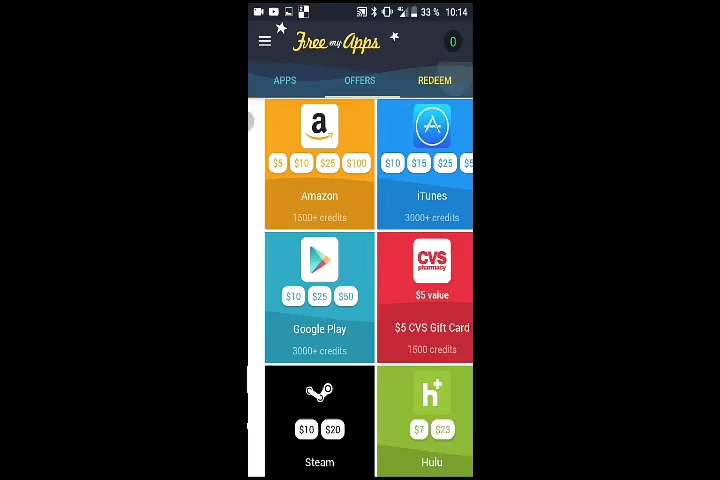 33 % 10:14
Free my Apps
0
APPS OFFERS REDEEM
a
$5 $10 $25 $100
Amazon
1500+ credits
$10 $15 $25
iTunes
3000+ credits
$10 $25 $50
Google Play
3000+ credits
CVS
pharmacy
$5 value
$5 CVS Gift Card
1500 credits
$10 $20
Steam
h+
$7 $23
Hulu